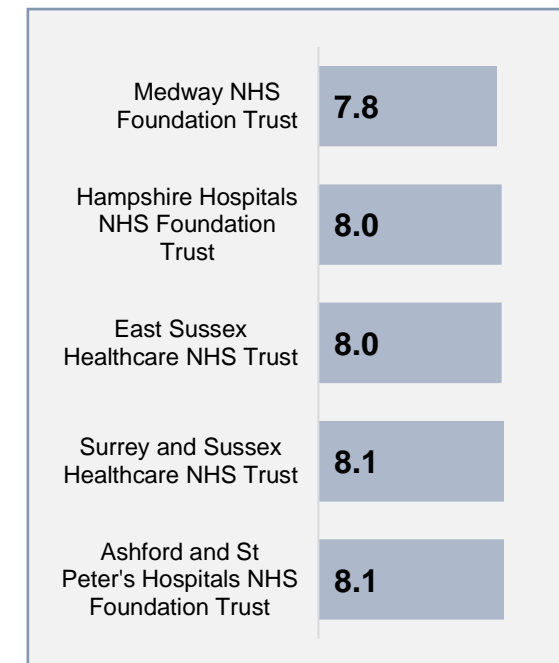 Medway NHS
Foundation Trust
7.8
Hampshire Hospitals
NHS Foundation
Trust
8.0
East Sussex
Healthcare NHS Trust
8.0
Surrey and Sussex
Healthcare NHS Trust
8.1
Ashford and St
Peter's Hospitals NHS
Foundation Trust
8.1